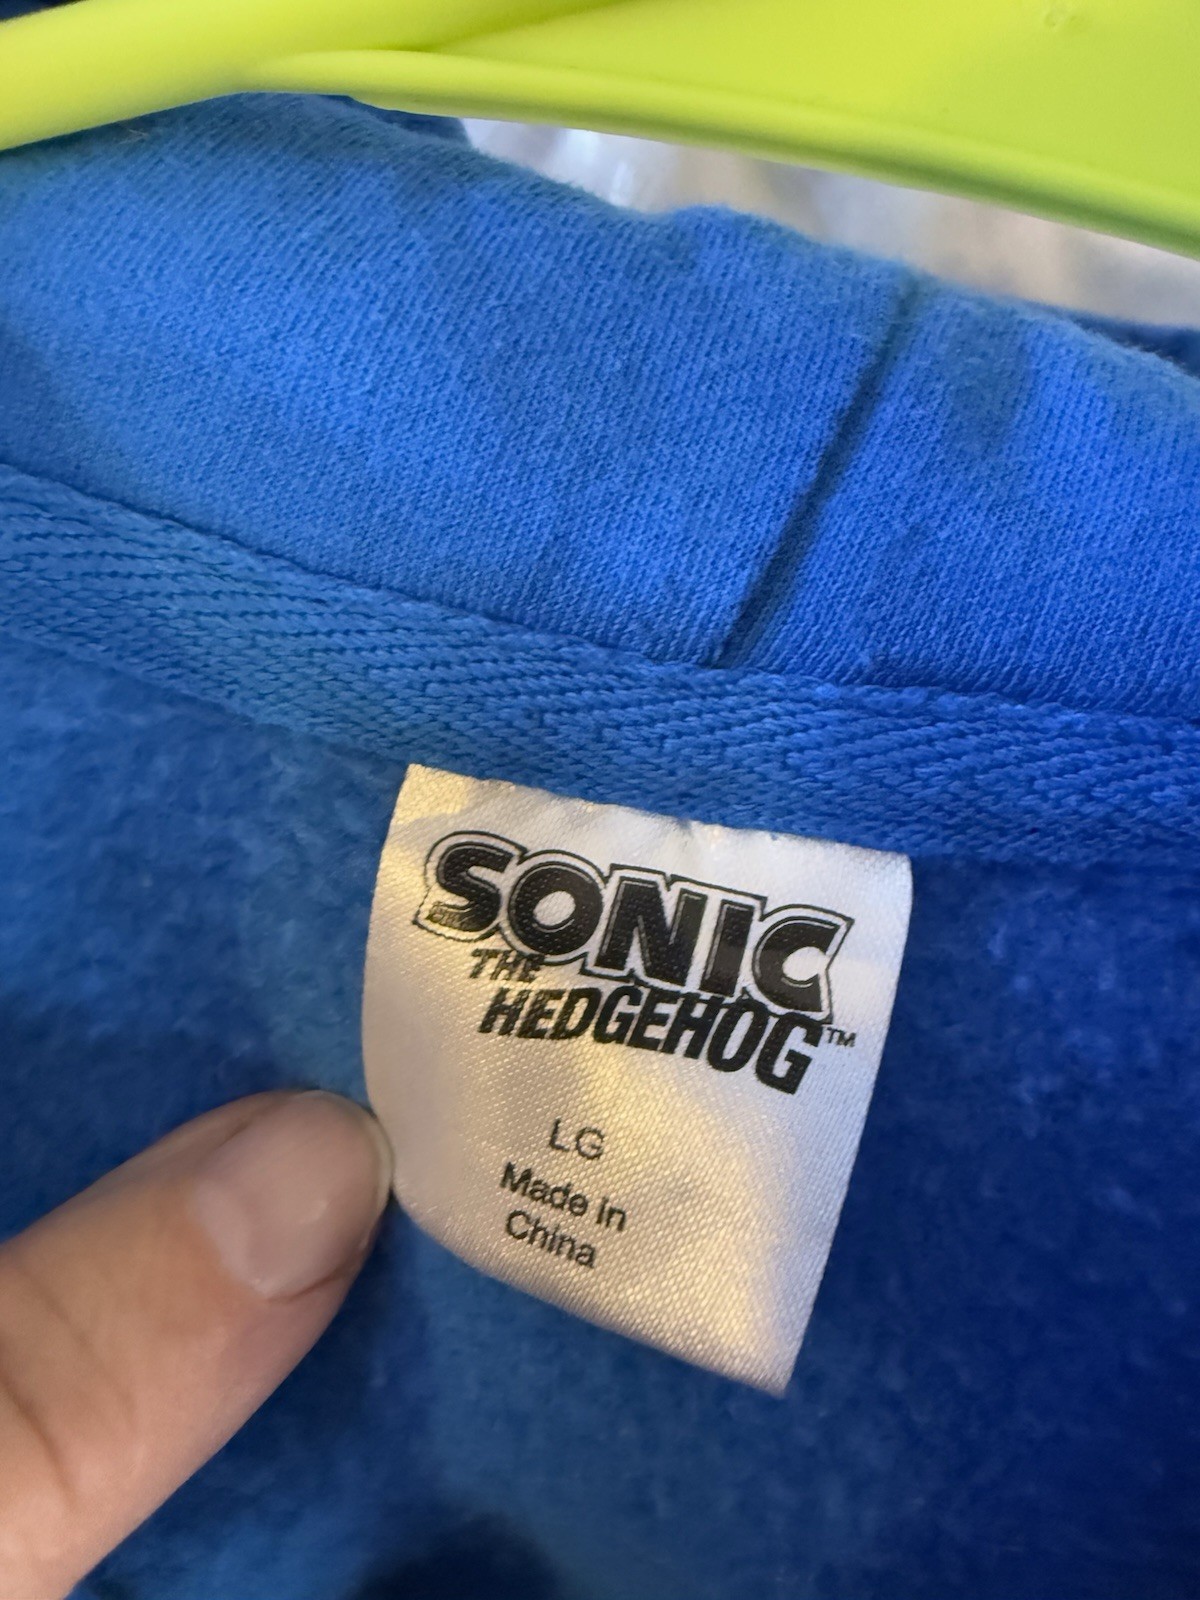 SONIC
THE
HEDGEHOG™
LG
Made in
China